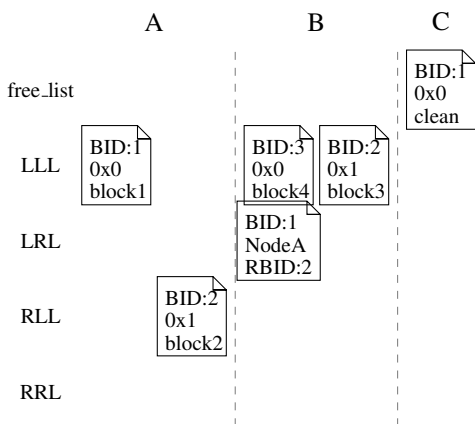 A B C
free_list
BID:1
0x0
clean
LLL
BID:1
0x0
block1
BID:3
0x0
block4
BID:2
0x1
block3
LRL
BID:1
NodeA
RBID:2
RLL
BID:2
0x1
block2
RRL